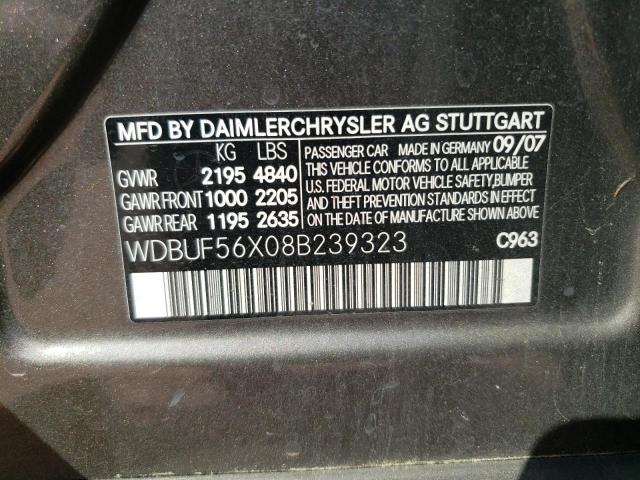 MFD BY DAIMLERCHRYSLER AG STUTTGART
KG LBS
GVWR 2195 4840
GAWR FRONT 1000 2205
GAWR REAR 1195 2635
PASSENGER CAR MADE IN GERMANY 09/07
THIS VEHICLE CONFORMS TO ALL APPLICABLE
U.S. FEDERAL MOTOR VEHICLE SAFETY,BUMPER
AND THEFT PREVENTION STANDARDS IN EFFECT
ON THE DATE OF MANUFACTURE SHOWN ABOVE.
WDBUF56X08B239323 C963